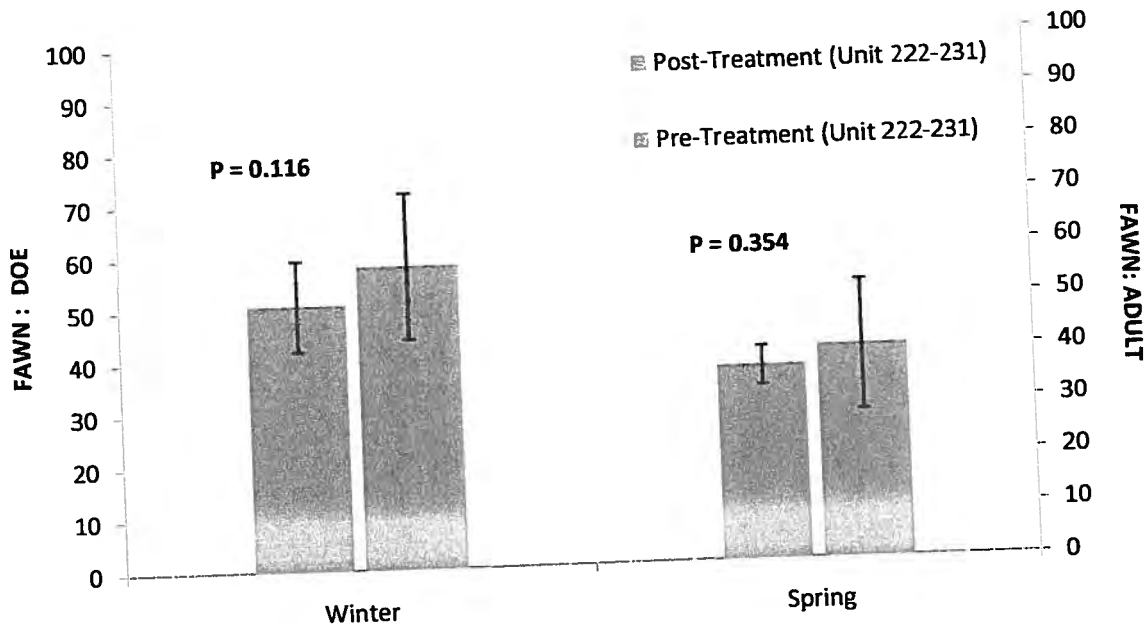 Post-Treatment (Unit 222-231)
Pre-Treatment (Unit 222-231)
P = 0.116
P = 0.354
FAWN : DOE
100
90
80
70
60
50
40
30
20
10
0
FAWN: ADULT
100
90
80
70
60
50
40
30
20
10
0
Winter
Spring